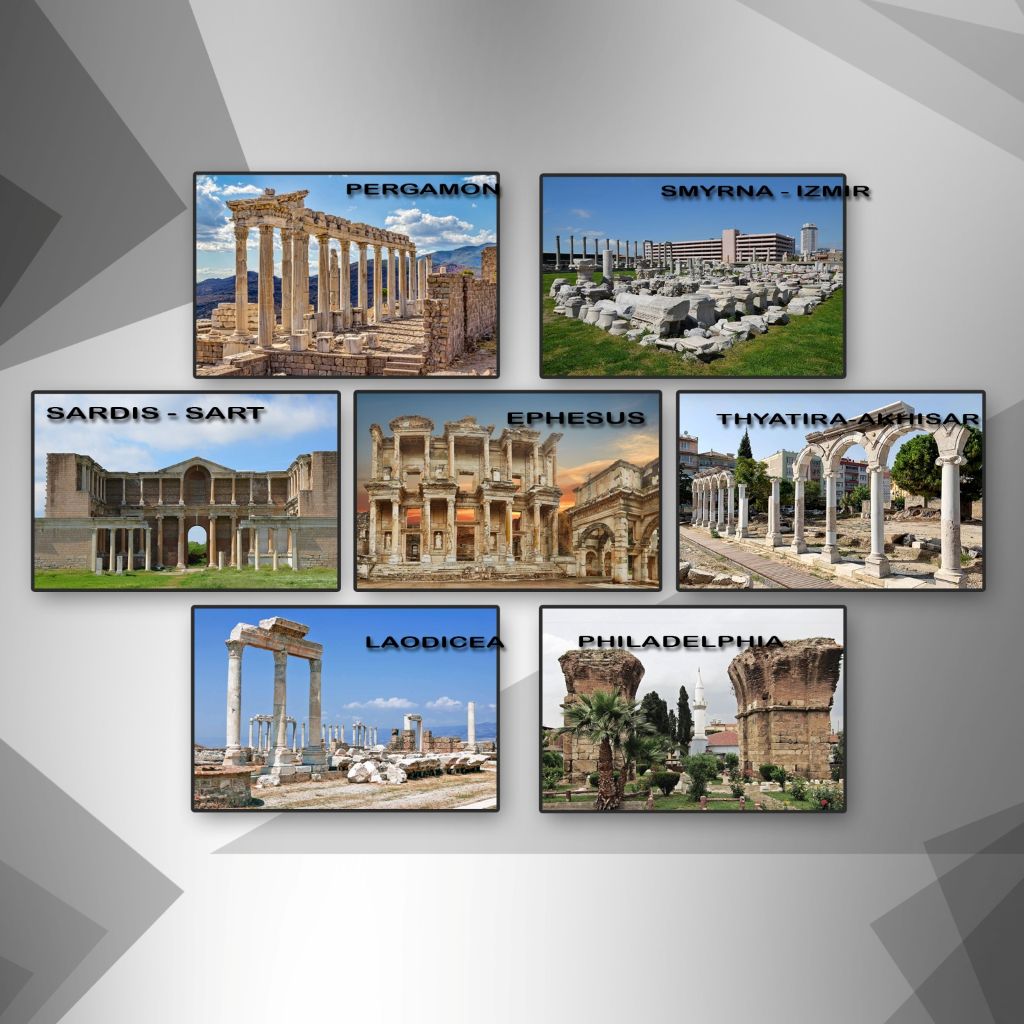 PERGAMON
SMYRNA - IZMIR
SARDIS - SART
EPHESUS
THYATIRA-AKHISAR
LAODICEA
PHILADELPHIA